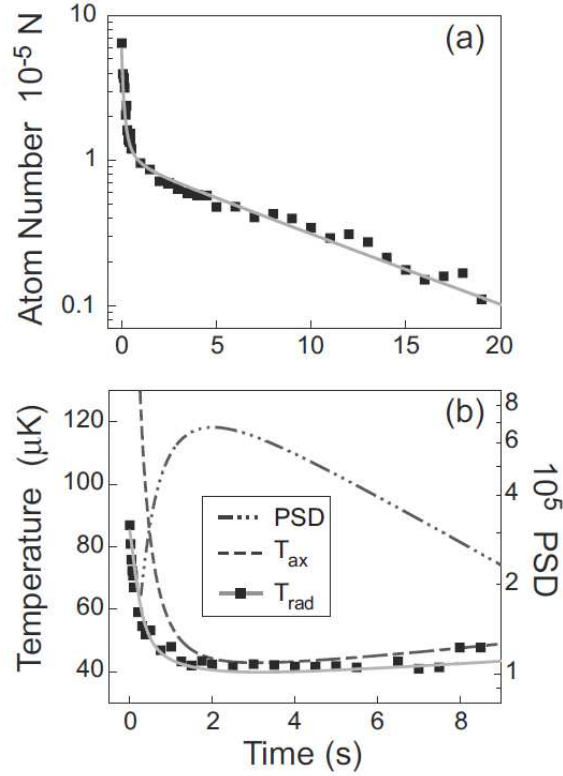 (a)
Atom Number 10^-5 N
10
1
0.1
0 5 10 15 20
(b)
Temperature (μK)
120
100
80
60
40
8
6
4
2
1
10^5 PSD
PSD
T_ax
T_rad
0 2 4 6 8
Time (s)